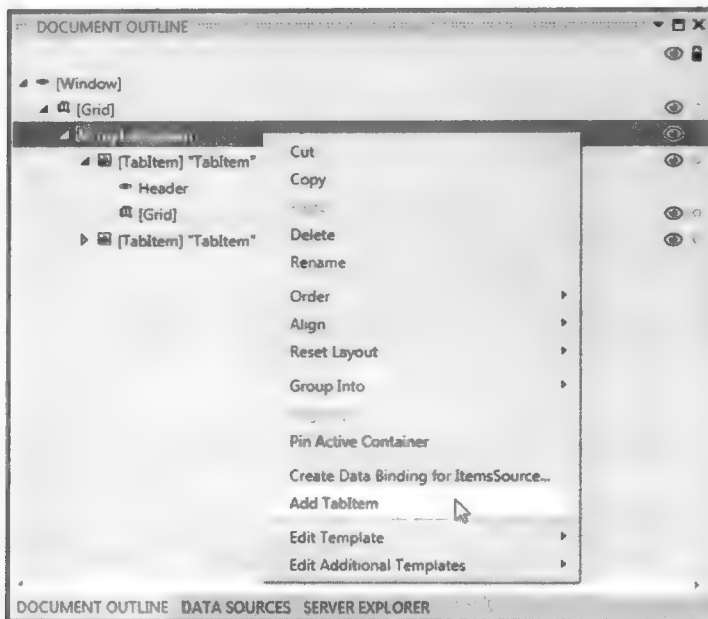 DOCUMENT OUTLINE
[Window]
[Grid]
[TabItem] "TabItem"
Header
[Grid]
[TabItem] "TabItem"
Cut
Copy
Delete
Rename
Order
Align
Reset Layout
Group Into
Pin Active Container
Create Data Binding for ItemsSource...
Add TabItem
Edit Template
Edit Additional Templates
DOCUMENT OUTLINE DATA SOURCES SERVER EXPLORER